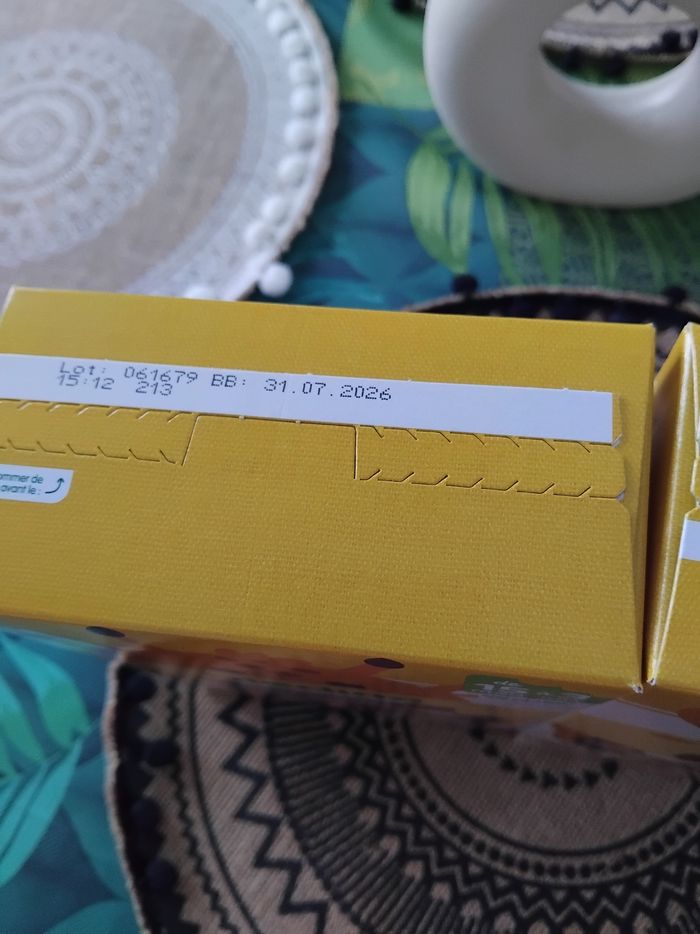 Lot: 061679 BB: 31.07.2026
15:12 213
ommer de
avant le :